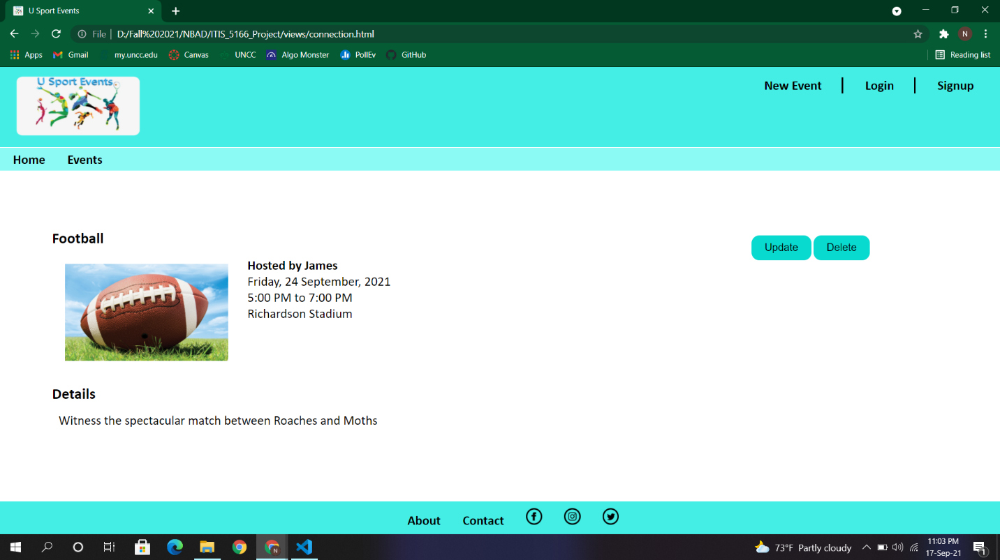 U Sport Events
File | D:/Fall%202021/NBAD/ITIS_5166_Project/views/connection.html
N
Apps Gmail my.uncc.edu Canvas UNCC Algo Monster PollEv GitHub Reading list
U Sport Events
New Event Login Signup
Home Events
Football
Update Delete
Hosted by James
Friday, 24 September, 2021
5:00 PM to 7:00 PM
Richardson Stadium
Details
Witness the spectacular match between Roaches and Moths
About Contact
N
73°F Partly cloudy
11:03 PM
17-Sep-21
1